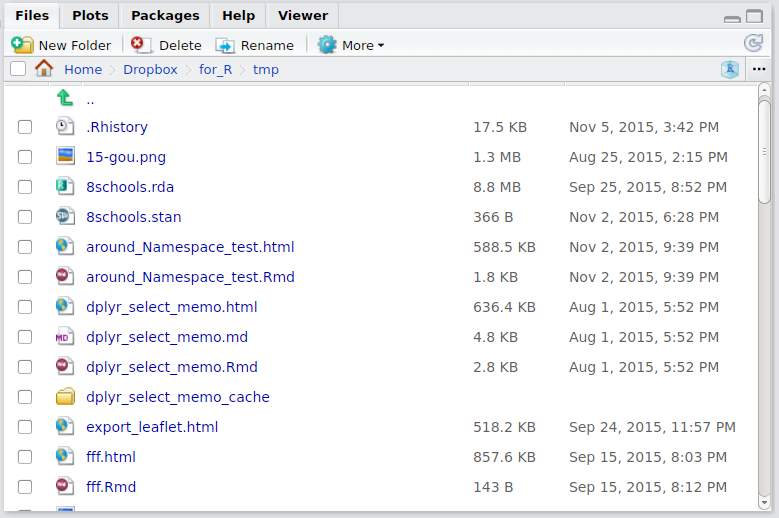 Files Plots Packages Help Viewer
New Folder Delete Rename More
Home Dropbox for_R tmp ...
..
.Rhistory 17.5 KB Nov 5, 2015, 3:42 PM
15-gou.png 1.3 MB Aug 25, 2015, 2:15 PM
8schools.rda 8.8 MB Sep 25, 2015, 8:52 PM
8schools.stan 366 B Nov 2, 2015, 6:28 PM
around_Namespace_test.html 588.5 KB Nov 2, 2015, 9:39 PM
around_Namespace_test.Rmd 1.8 KB Nov 2, 2015, 9:39 PM
dplyr_select_memo.html 636.4 KB Aug 1, 2015, 5:52 PM
MD dplyr_select_memo.md 4.8 KB Aug 1, 2015, 5:52 PM
dplyr_select_memo.Rmd 2.8 KB Aug 1, 2015, 5:52 PM
dplyr_select_memo_cache
export_leaflet.html 518.2 KB Sep 24, 2015, 11:57 PM
fff.html 857.6 KB Sep 15, 2015, 8:03 PM
fff.Rmd 143 B Sep 15, 2015, 8:12 PM